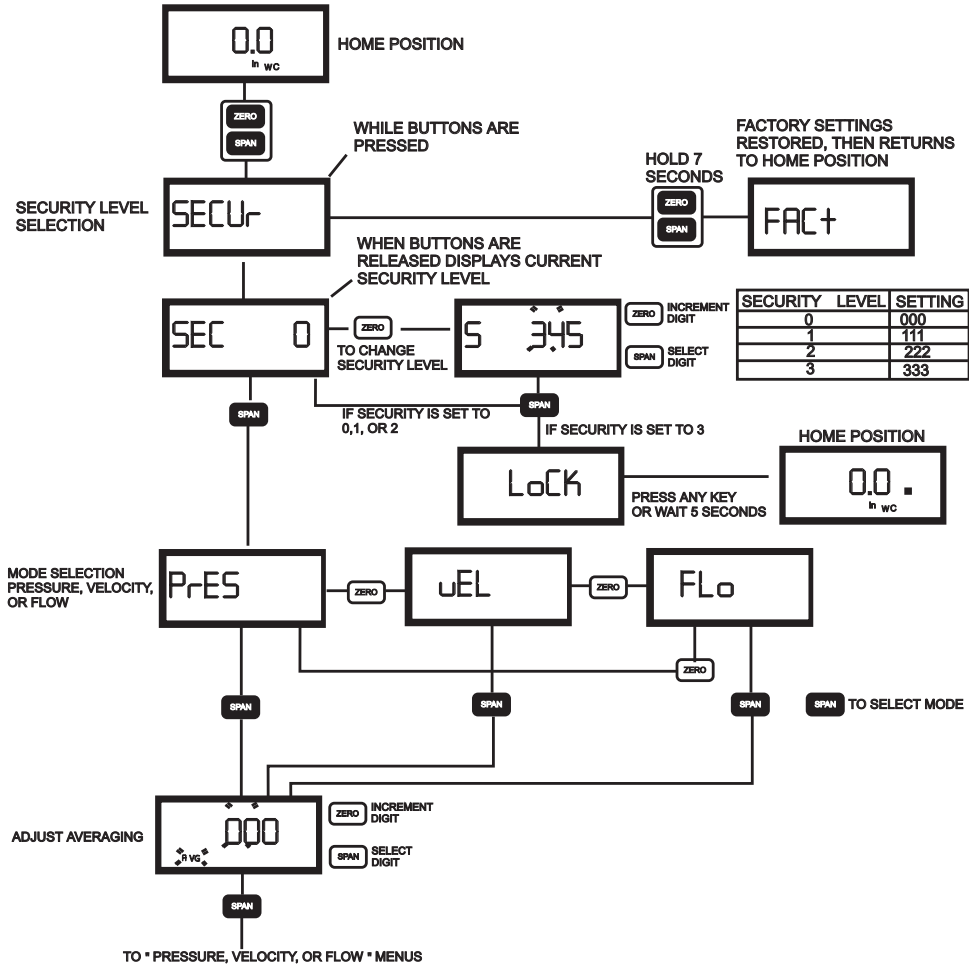 0.0
in WC
HOME POSITION
ZERO
SPAN
WHILE BUTTONS ARE
PRESSED
SECURITY LEVEL
SELECTION
SECUr
HOLD 7
SECONDS
ZERO
SPAN
FACTORY SETTINGS
RESTORED, THEN RETURNS
TO HOME POSITION
FACt
WHEN BUTTONS ARE
RELEASED DISPLAYS CURRENT
SECURITY LEVEL
SEC 0
ZERO
TO CHANGE
SECURITY LEVEL
S 345
ZERO INCREMENT
DIGIT
SPAN SELECT
DIGIT
SECURITY LEVEL SETTING
0 000
1 111
2 222
3 333
SPAN
IF SECURITY IS SET TO
0,1, OR 2
SPAN
IF SECURITY IS SET TO 3
LoCK
PRESS ANY KEY
OR WAIT 5 SECONDS
HOME POSITION
0.0
in WC
MODE SELECTION
PRESSURE, VELOCITY,
OR FLOW
PrES
ZERO
uEL
ZERO
FLo
ZERO
SPAN
SPAN
SPAN
SPAN TO SELECT MODE
ADJUST AVERAGING
000
A VG
ZERO INCREMENT
DIGIT
SPAN SELECT
DIGIT
SPAN
TO " PRESSURE, VELOCITY, OR FLOW " MENUS